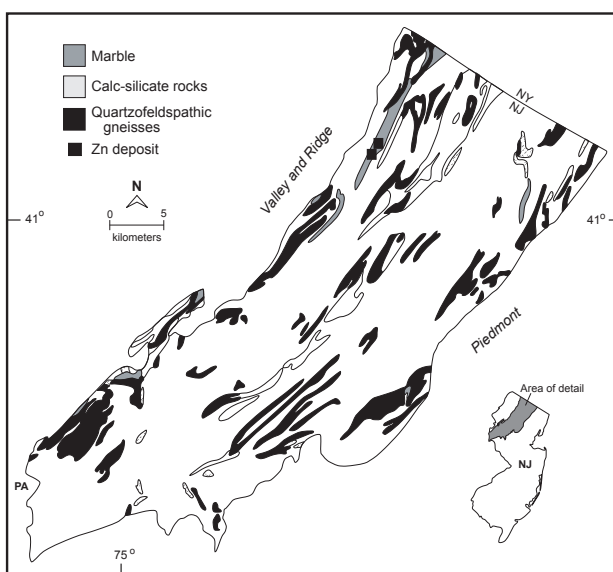 Marble
Calc-silicate rocks
Quartzofeldspathic
gneisses
Zn deposit
N
0 5
kilometers
Valley and Ridge
NY
NJ
41°
41°
Piedmont
Area of detail
NJ
PA
75°